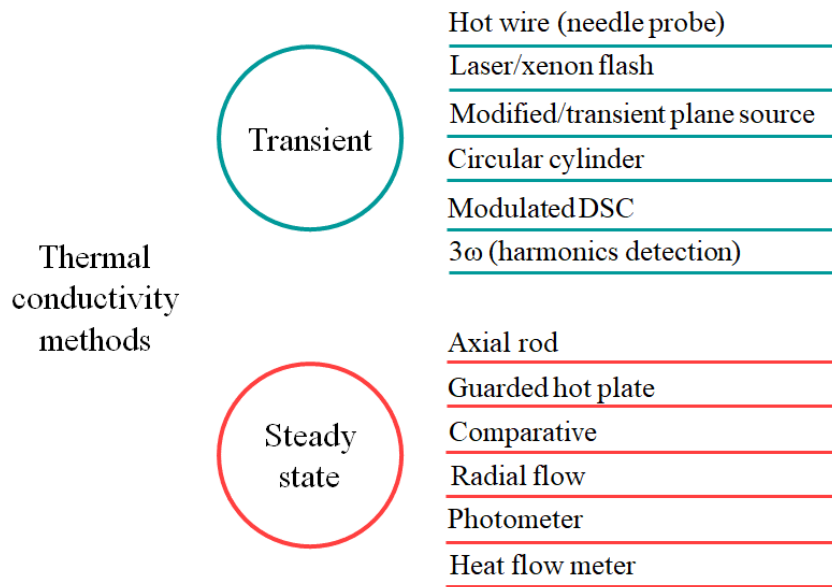 Thermal
conductivity
methods
Transient
Hot wire (needle probe)
Laser/xenon flash
Modified/transient plane source
Circular cylinder
Modulated DSC
3ω (harmonics detection)
Steady
state
Axial rod
Guarded hot plate
Comparative
Radial flow
Photometer
Heat flow meter